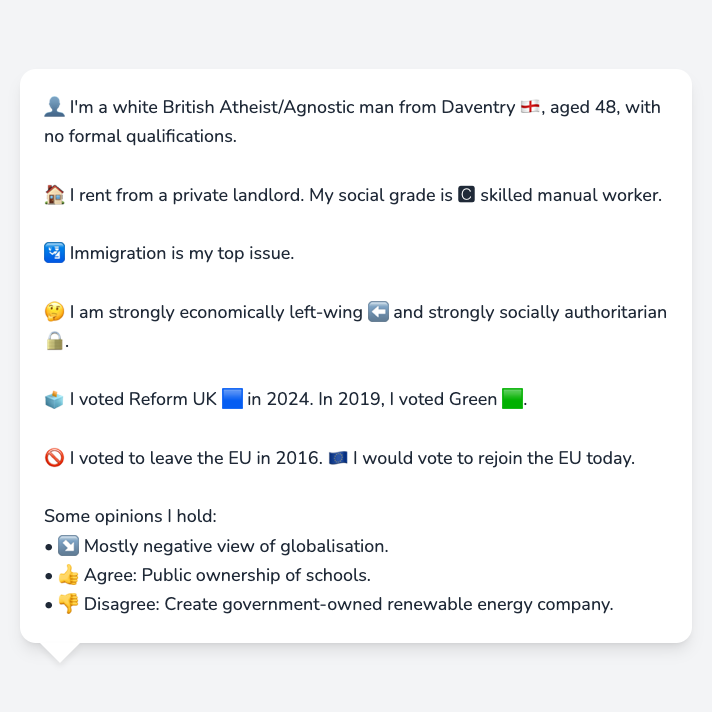 👤 I'm a white British Atheist/Agnostic man from Daventry 🏴󠁧󠁢󠁥󠁮󠁧󠁿, aged 48, with
no formal qualifications.
🏠 I rent from a private landlord. My social grade is 🅲 skilled manual worker.
🛂 Immigration is my top issue.
🤔 I am strongly economically left-wing ⬅️ and strongly socially authoritarian
🔒.
🗳️ I voted Reform UK 🟦 in 2024. In 2019, I voted Green 🟩.
🚫 I voted to leave the EU in 2016. 🇪🇺 I would vote to rejoin the EU today.
Some opinions I hold:
• ↘️ Mostly negative view of globalisation.
• 👍 Agree: Public ownership of schools.
• 👎 Disagree: Create government-owned renewable energy company.